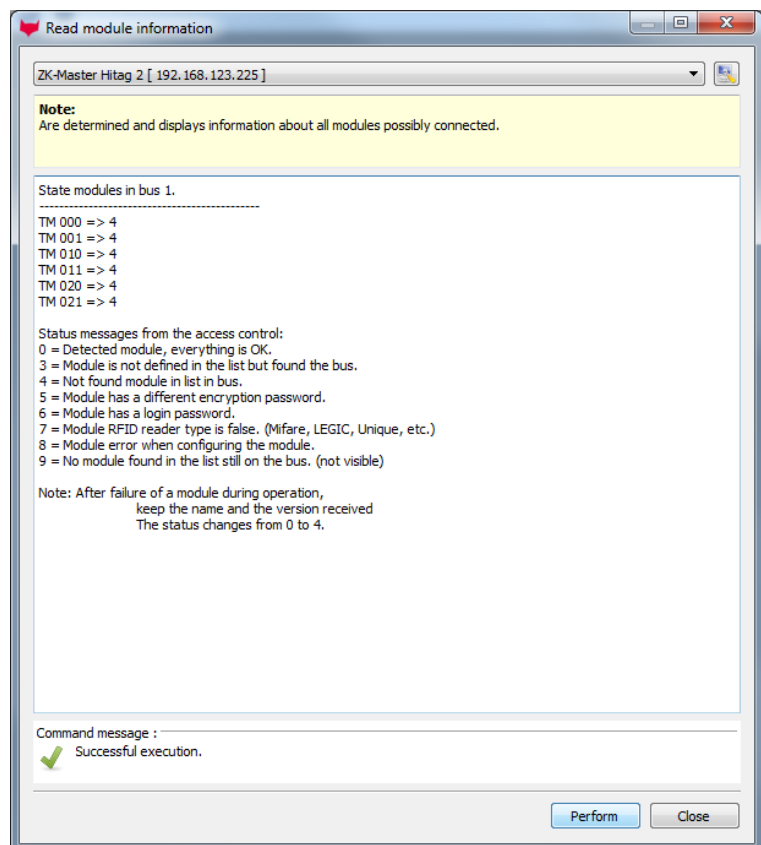 Read module information
ZK-Master Hitag 2 [ 192.168.123.225 ]
Note:
Are determined and displays information about all modules possibly connected.
State modules in bus 1.
--------------------------------------------
TM 000 => 4
TM 001 => 4
TM 010 => 4
TM 011 => 4
TM 020 => 4
TM 021 => 4
Status messages from the access control:
0 = Detected module, everything is OK.
3 = Module is not defined in the list but found the bus.
4 = Not found module in list in bus.
5 = Module has a different encryption password.
6 = Module has a login password.
7 = Module RFID reader type is false. (Mifare, LEGIC, Unique, etc.)
8 = Module error when configuring the module.
9 = No module found in the list still on the bus. (not visible)
Note: After failure of a module during operation,
keep the name and the version received
The status changes from 0 to 4.
Command message :
Successful execution.
Perform
Close